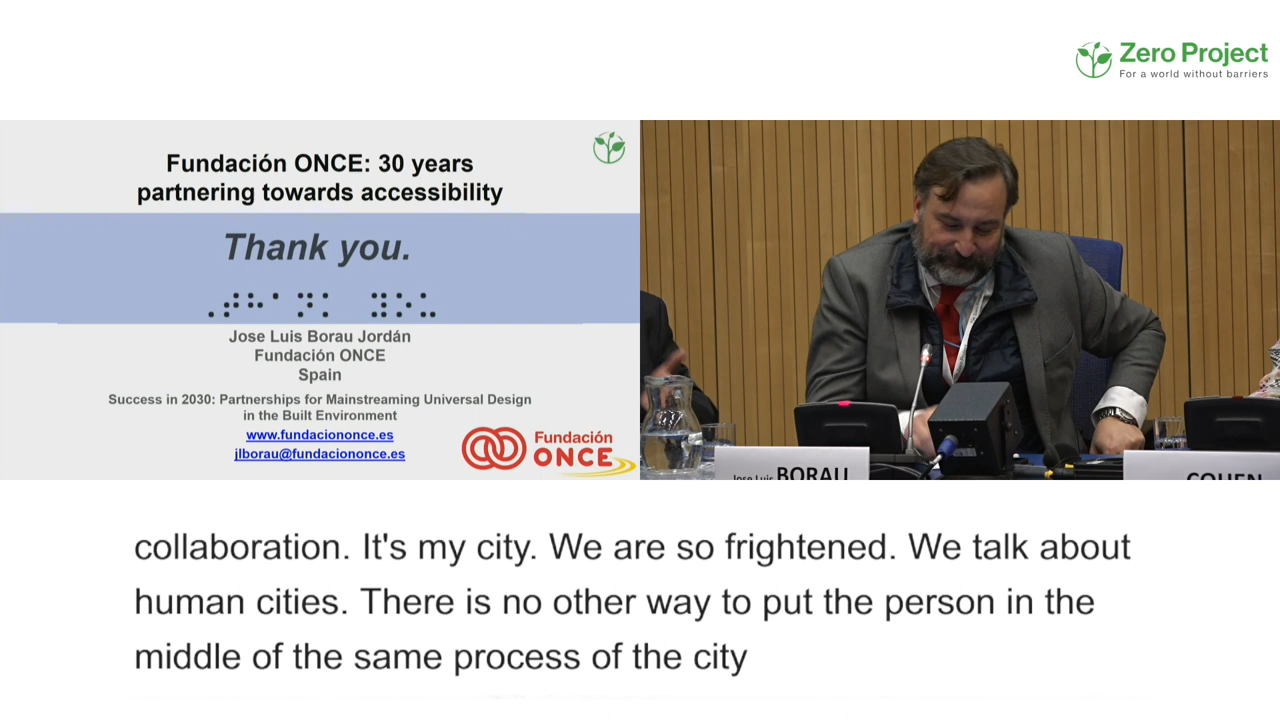 Zero Project
For a world without barriers
Fundación ONCE: 30 years
partnering towards accessibility
Thank you.
⠠⠞⠓⠁⠝⠅ ⠽⠕⠥⠄
Jose Luis Borau Jordán
Fundación ONCE
Spain
Success in 2030: Partnerships for Mainstreaming Universal Design
in the Built Environment
www.fundaciononce.es
jlborau@fundaciononce.es
Fundación
ONCE
Jose Luis BORAU
COHEN
collaboration. It's my city. We are so frightened. We talk about
human cities. There is no other way to put the person in the
middle of the same process of the city